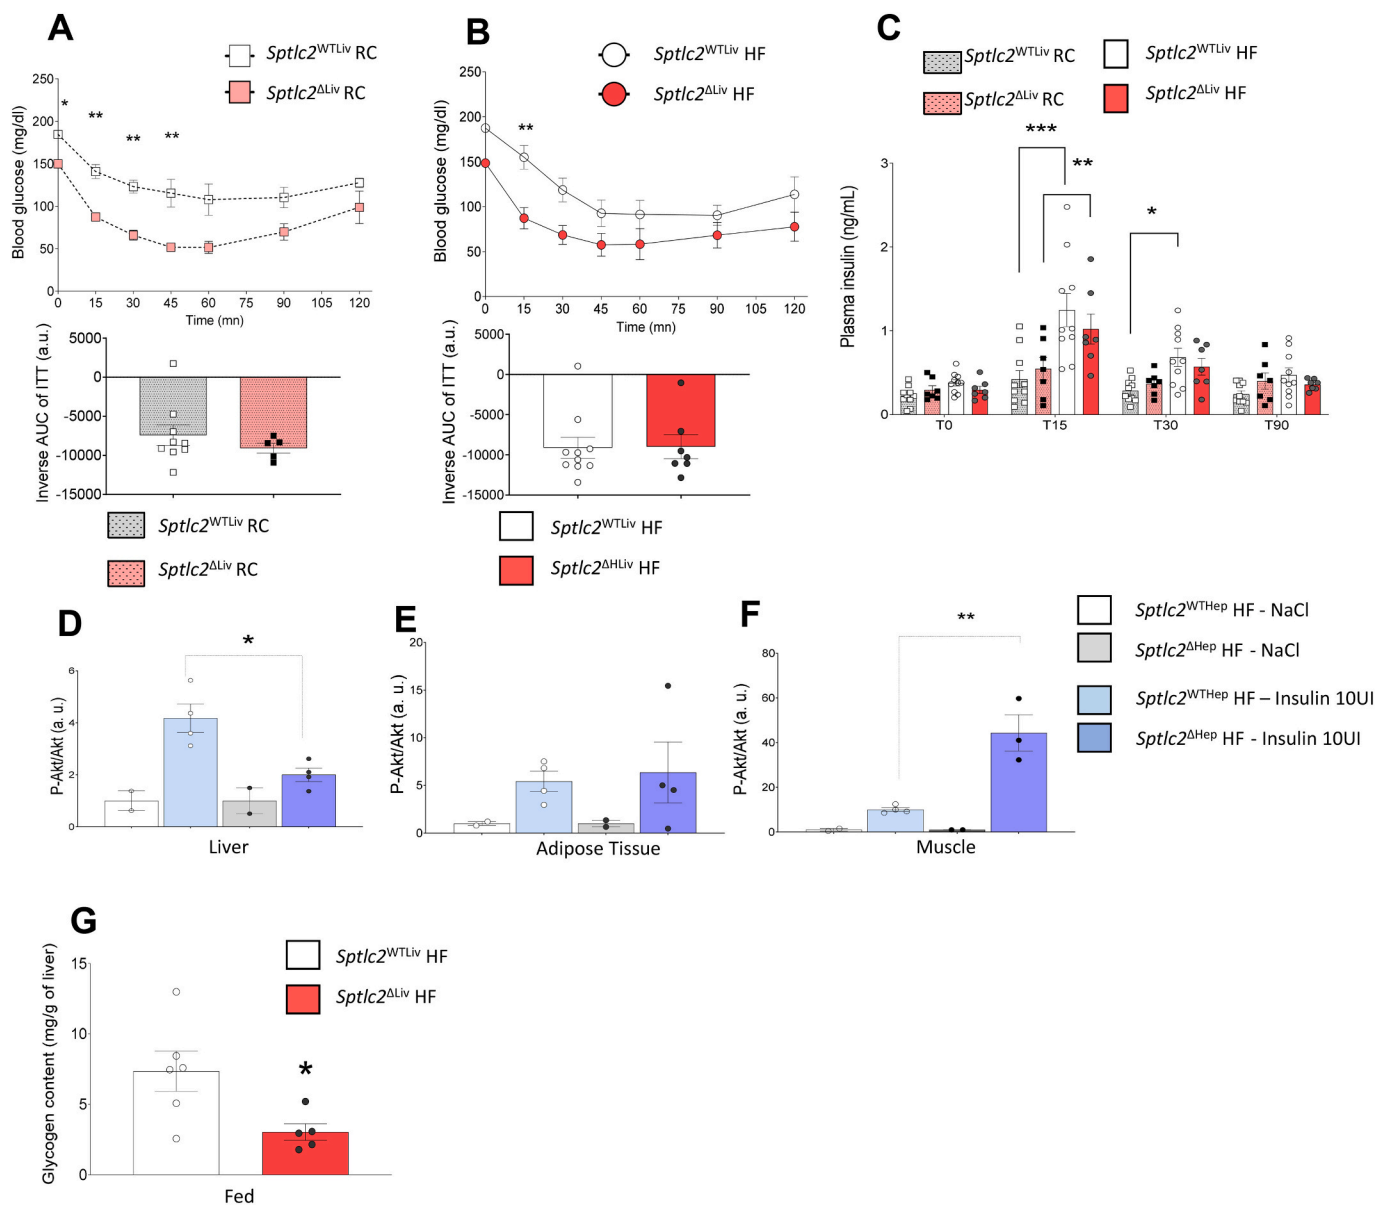 A
Sptlc2WTLiv RC
Sptlc2ΔLiv RC
Blood glucose (mg/dl)
250
200
150
100
50
0
* ** ** **
0 15 30 45 60 75 90 105 120
Time (mn)
Inverse AUC of ITT (a.u.)
5000
0
-5000
-10000
-15000
Sptlc2WTLiv RC
Sptlc2ΔLiv RC
B
Sptlc2WTLiv HF
Sptlc2ΔLiv HF
Blood glucose (mg/dl)
250
200
150
100
50
0
**
0 15 30 45 60 75 90 105 120
Time (mn)
Inverse AUC of ITT (a.u.)
5000
0
-5000
-10000
-15000
Sptlc2WTLiv HF
Sptlc2ΔHLiv HF
C
Sptlc2WTLiv RC
Sptlc2WTLiv HF
Sptlc2ΔLiv RC
Sptlc2ΔLiv HF
Plasma insulin (ng/mL)
3
2
1
0
***
**
*
T0 T15 T30 T90
D
P-Akt/Akt (a. u.)
6
4
2
0
*
Liver
E
P-Akt/Akt (a. u.)
20
15
10
5
0
Adipose Tissue
F
P-Akt/Akt (a. u.)
80
60
40
20
0
**
Muscle
Sptlc2WTHep HF - NaCl
Sptlc2ΔHep HF - NaCl
Sptlc2WTHep HF – Insulin 10UI
Sptlc2ΔHep HF - Insulin 10UI
G
Sptlc2WTLiv HF
Sptlc2ΔLiv HF
Glycogen content (mg/g of liver)
15
10
5
0
*
Fed